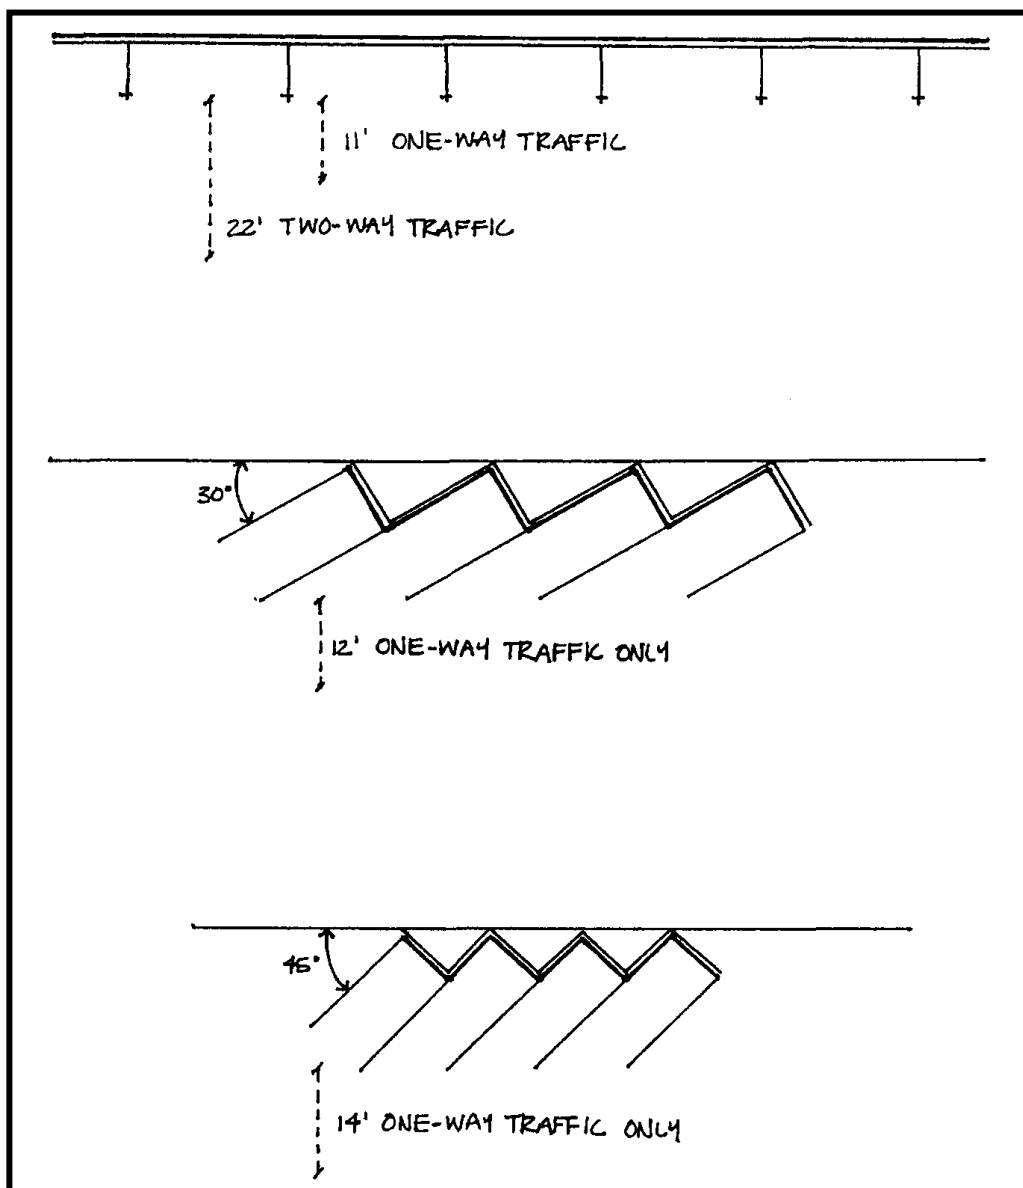 11' ONE-WAY TRAFFIC
22' TWO-WAY TRAFFIC
30°
12' ONE-WAY TRAFFIC ONLY
45°
14' ONE-WAY TRAFFIC ONLY